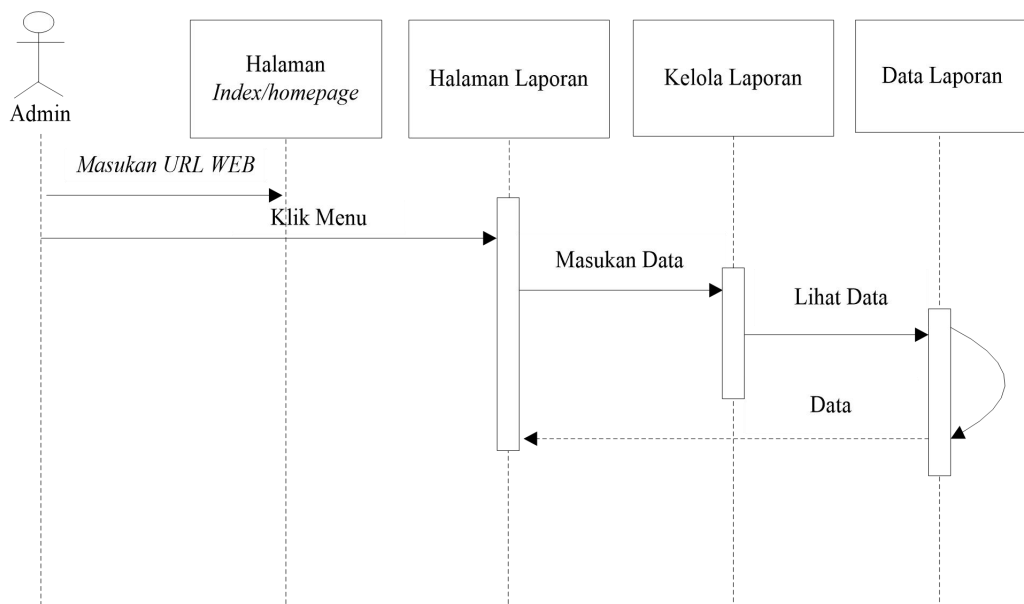 Admin
Halaman
Index/homepage
Halaman Laporan
Kelola Laporan
Data Laporan
Masukan URL WEB
Klik Menu
Masukan Data
Lihat Data
Data